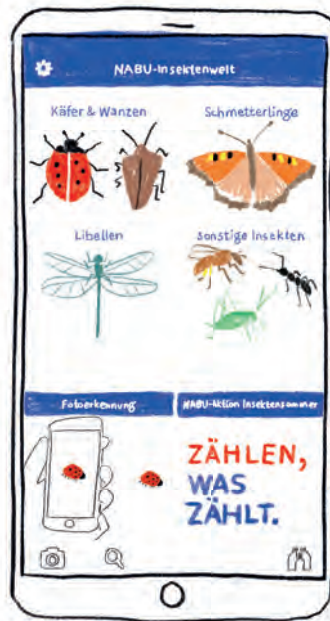 NABU-Insektenwelt
Käfer & Wanzen
Schmetterlinge
Libellen
Sonstige Insekten
Fotoerkennung
NABU-Aktion Insektensommer
ZÄHLEN,
WAS
ZÄHLT.